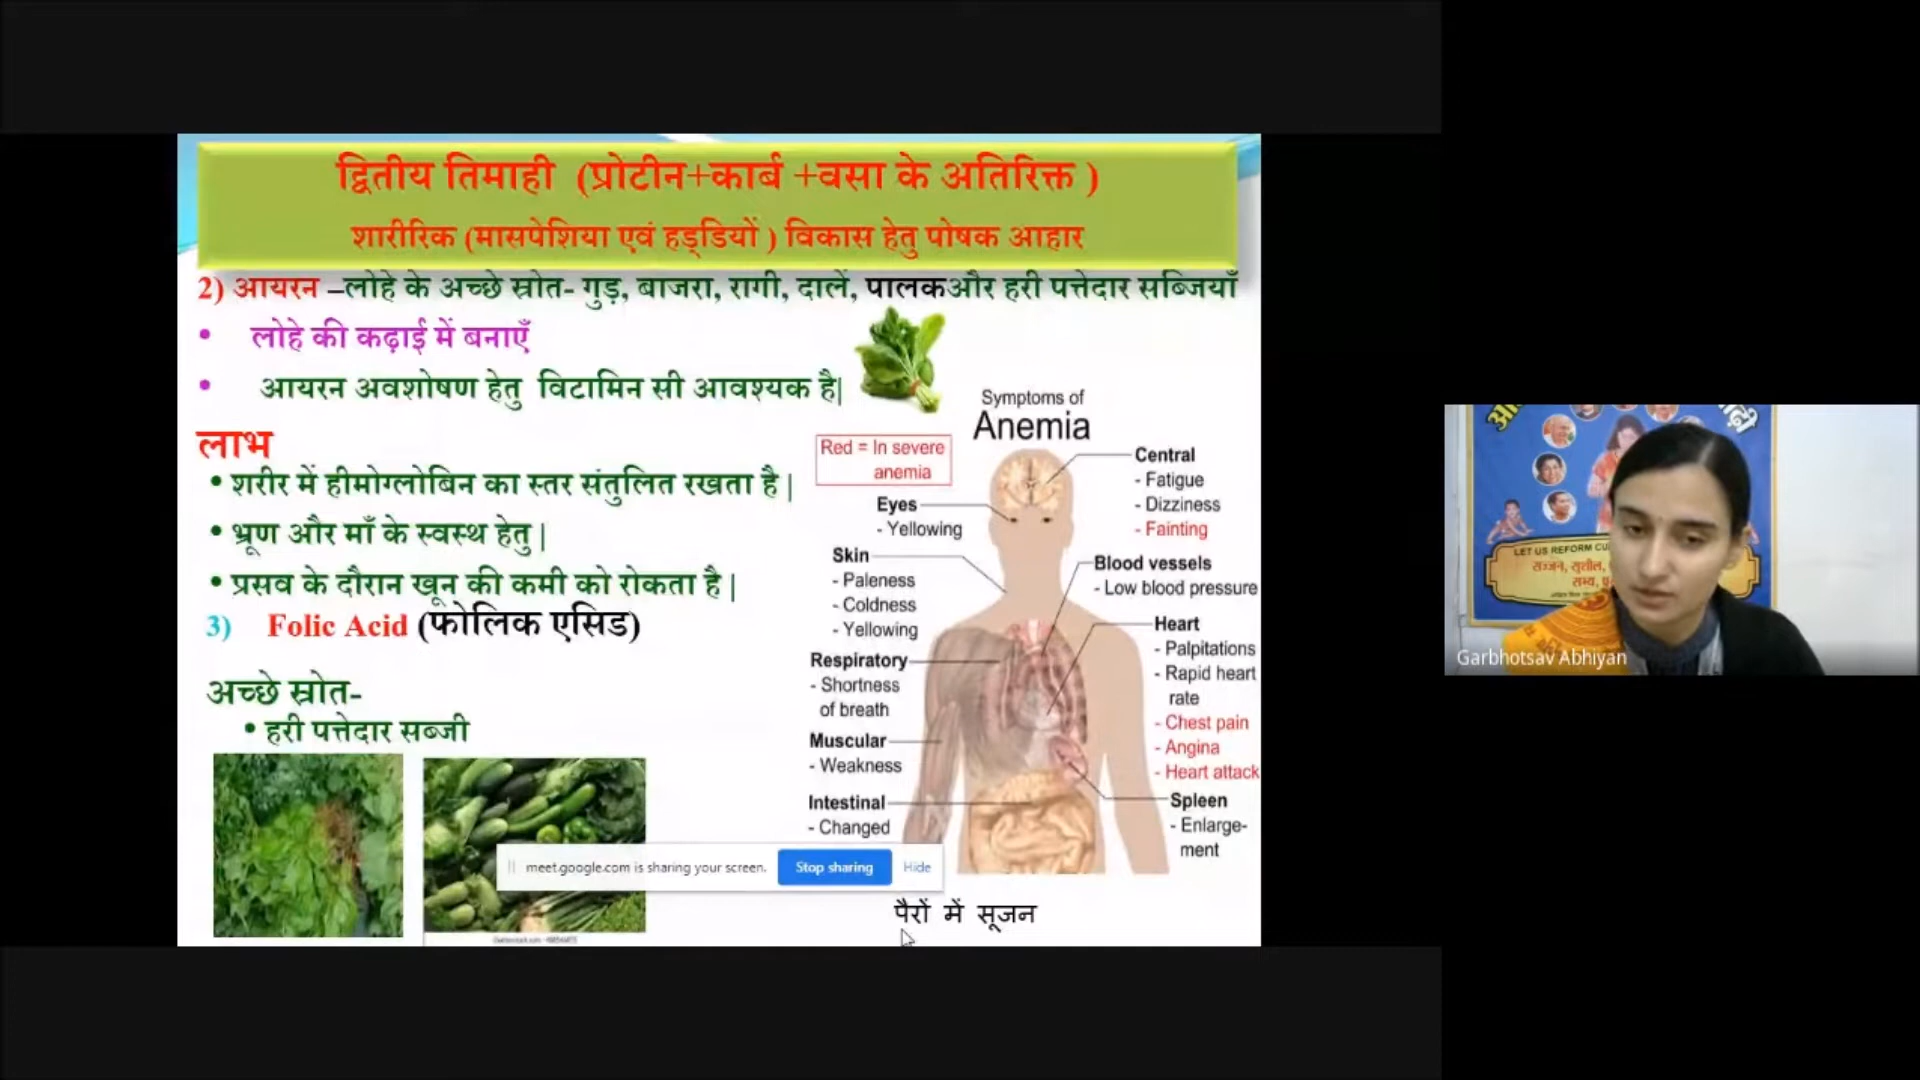 द्वितीय तिमाही (प्रोटीन+कार्ब +वसा के अतिरिक्त )
शारीरिक (मासपेशिया एवं हड्डियों ) विकास हेतु पोषक आहार
2) आयरन –लोहे के अच्छे स्रोत- गुड़, बाजरा, रागी, दालें, पालकऔर हरी पत्तेदार सब्जियाँ
• लोहे की कढ़ाई में बनाएँ
• आयरन अवशोषण हेतु विटामिन सी आवश्यक है|
लाभ
• शरीर में हीमोग्लोबिन का स्तर संतुलित रखता है |
• भ्रूण और माँ के स्वस्थ हेतु |
• प्रसव के दौरान खून की कमी को रोकता है |
3) Folic Acid (फोलिक एसिड)
अच्छे स्रोत-
• हरी पत्तेदार सब्जी
Symptoms of
Anemia
Red = In severe
anemia
Central
- Fatigue
- Dizziness
- Fainting
Eyes
- Yellowing
Skin
- Paleness
- Coldness
- Yellowing
Blood vessels
- Low blood pressure
Heart
- Palpitations
- Rapid heart
rate
- Chest pain
- Angina
- Heart attack
Respiratory
- Shortness
of breath
Muscular
- Weakness
Intestinal
- Changed
Spleen
- Enlarge-
ment
meet.google.com is sharing your screen.
Stop sharing
Hide
पैरों में सूजन
LET US REFORM
सज्जन, सुशील,
सभ्य,
Garbhotsav Abhiyan